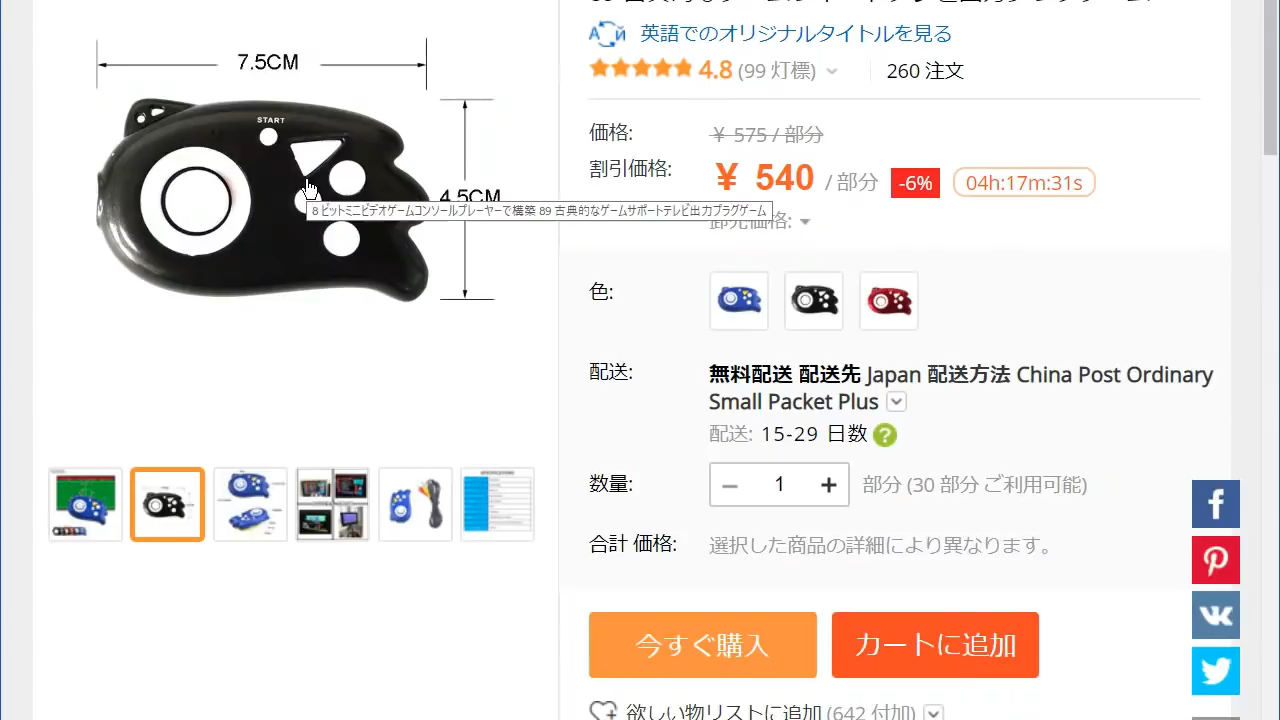 英語でのオリジナルタイトルを見る
4.8 (99 灯標)
260 注文
7.5CM
START
4.5CM
8 ビットミニビデオゲームコンソールプレーヤーで構築 89 古典的なゲームサポートテレビ出力プラグゲーム
価格:
¥ 575 / 部分
割引価格:
¥ 540 / 部分
-6%
04h:17m:31s
卸売価格:
色:
配送:
無料配送 配送先 Japan 配送方法 China Post Ordinary
Small Packet Plus
配送: 15-29 日数
数量:
1
部分 (30 部分 ご利用可能)
合計 価格:
選択した商品の詳細により異なります。
今すぐ購入
カートに追加
欲しい物リストに追加 (642 付加)